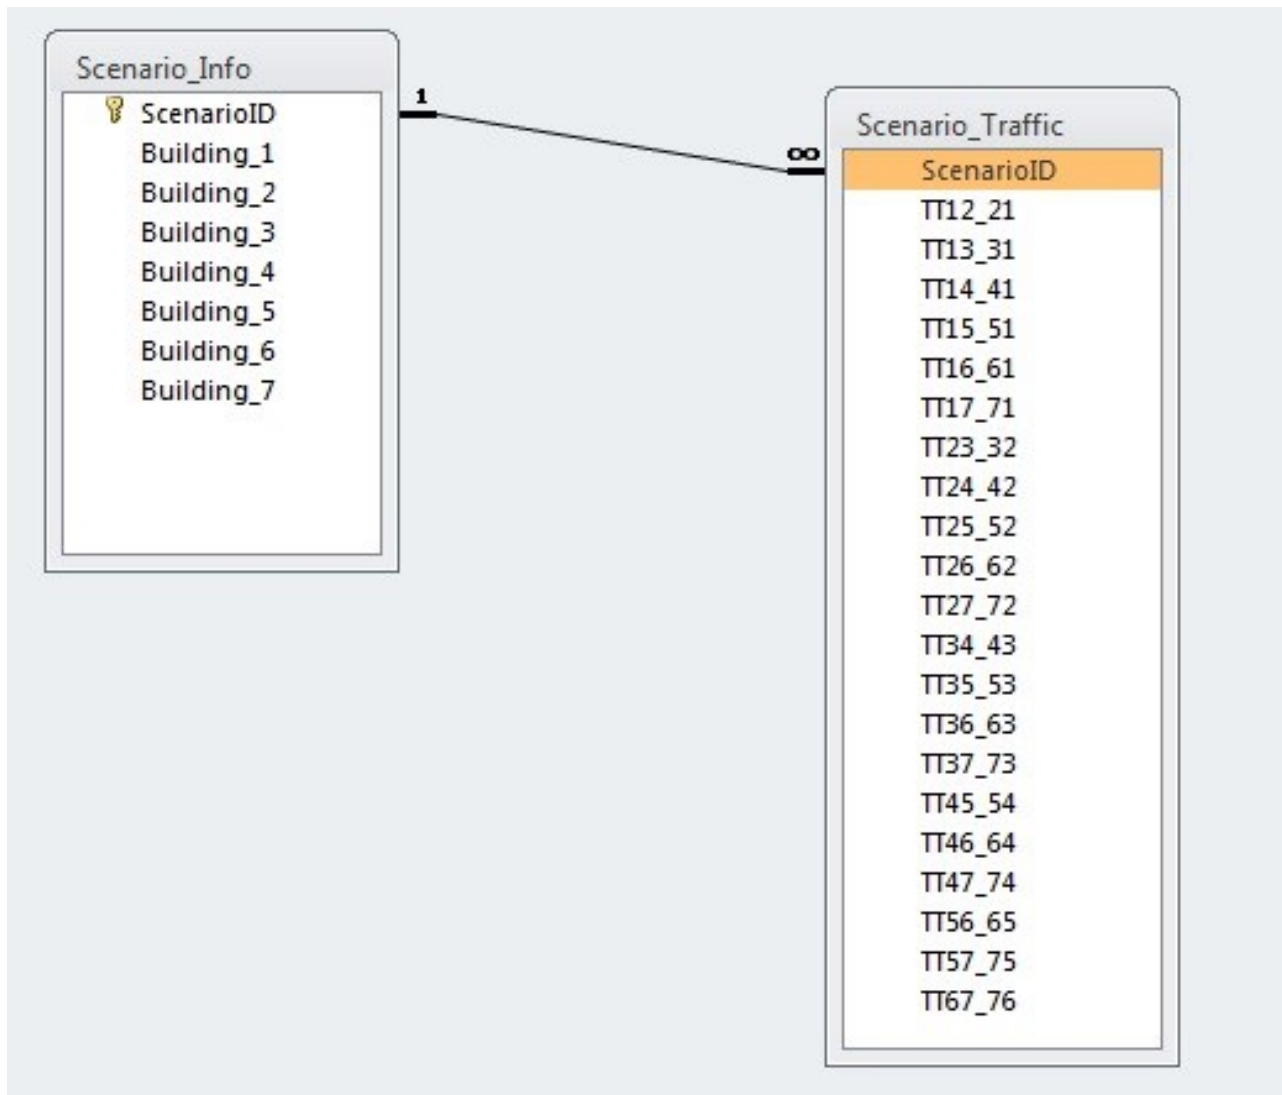 Scenario_Info
ScenarioID
Building_1
Building_2
Building_3
Building_4
Building_5
Building_6
Building_7
1
∞
Scenario_Traffic
ScenarioID
TT12_21
TT13_31
TT14_41
TT15_51
TT16_61
TT17_71
TT23_32
TT24_42
TT25_52
TT26_62
TT27_72
TT34_43
TT35_53
TT36_63
TT37_73
TT45_54
TT46_64
TT47_74
TT56_65
TT57_75
TT67_76